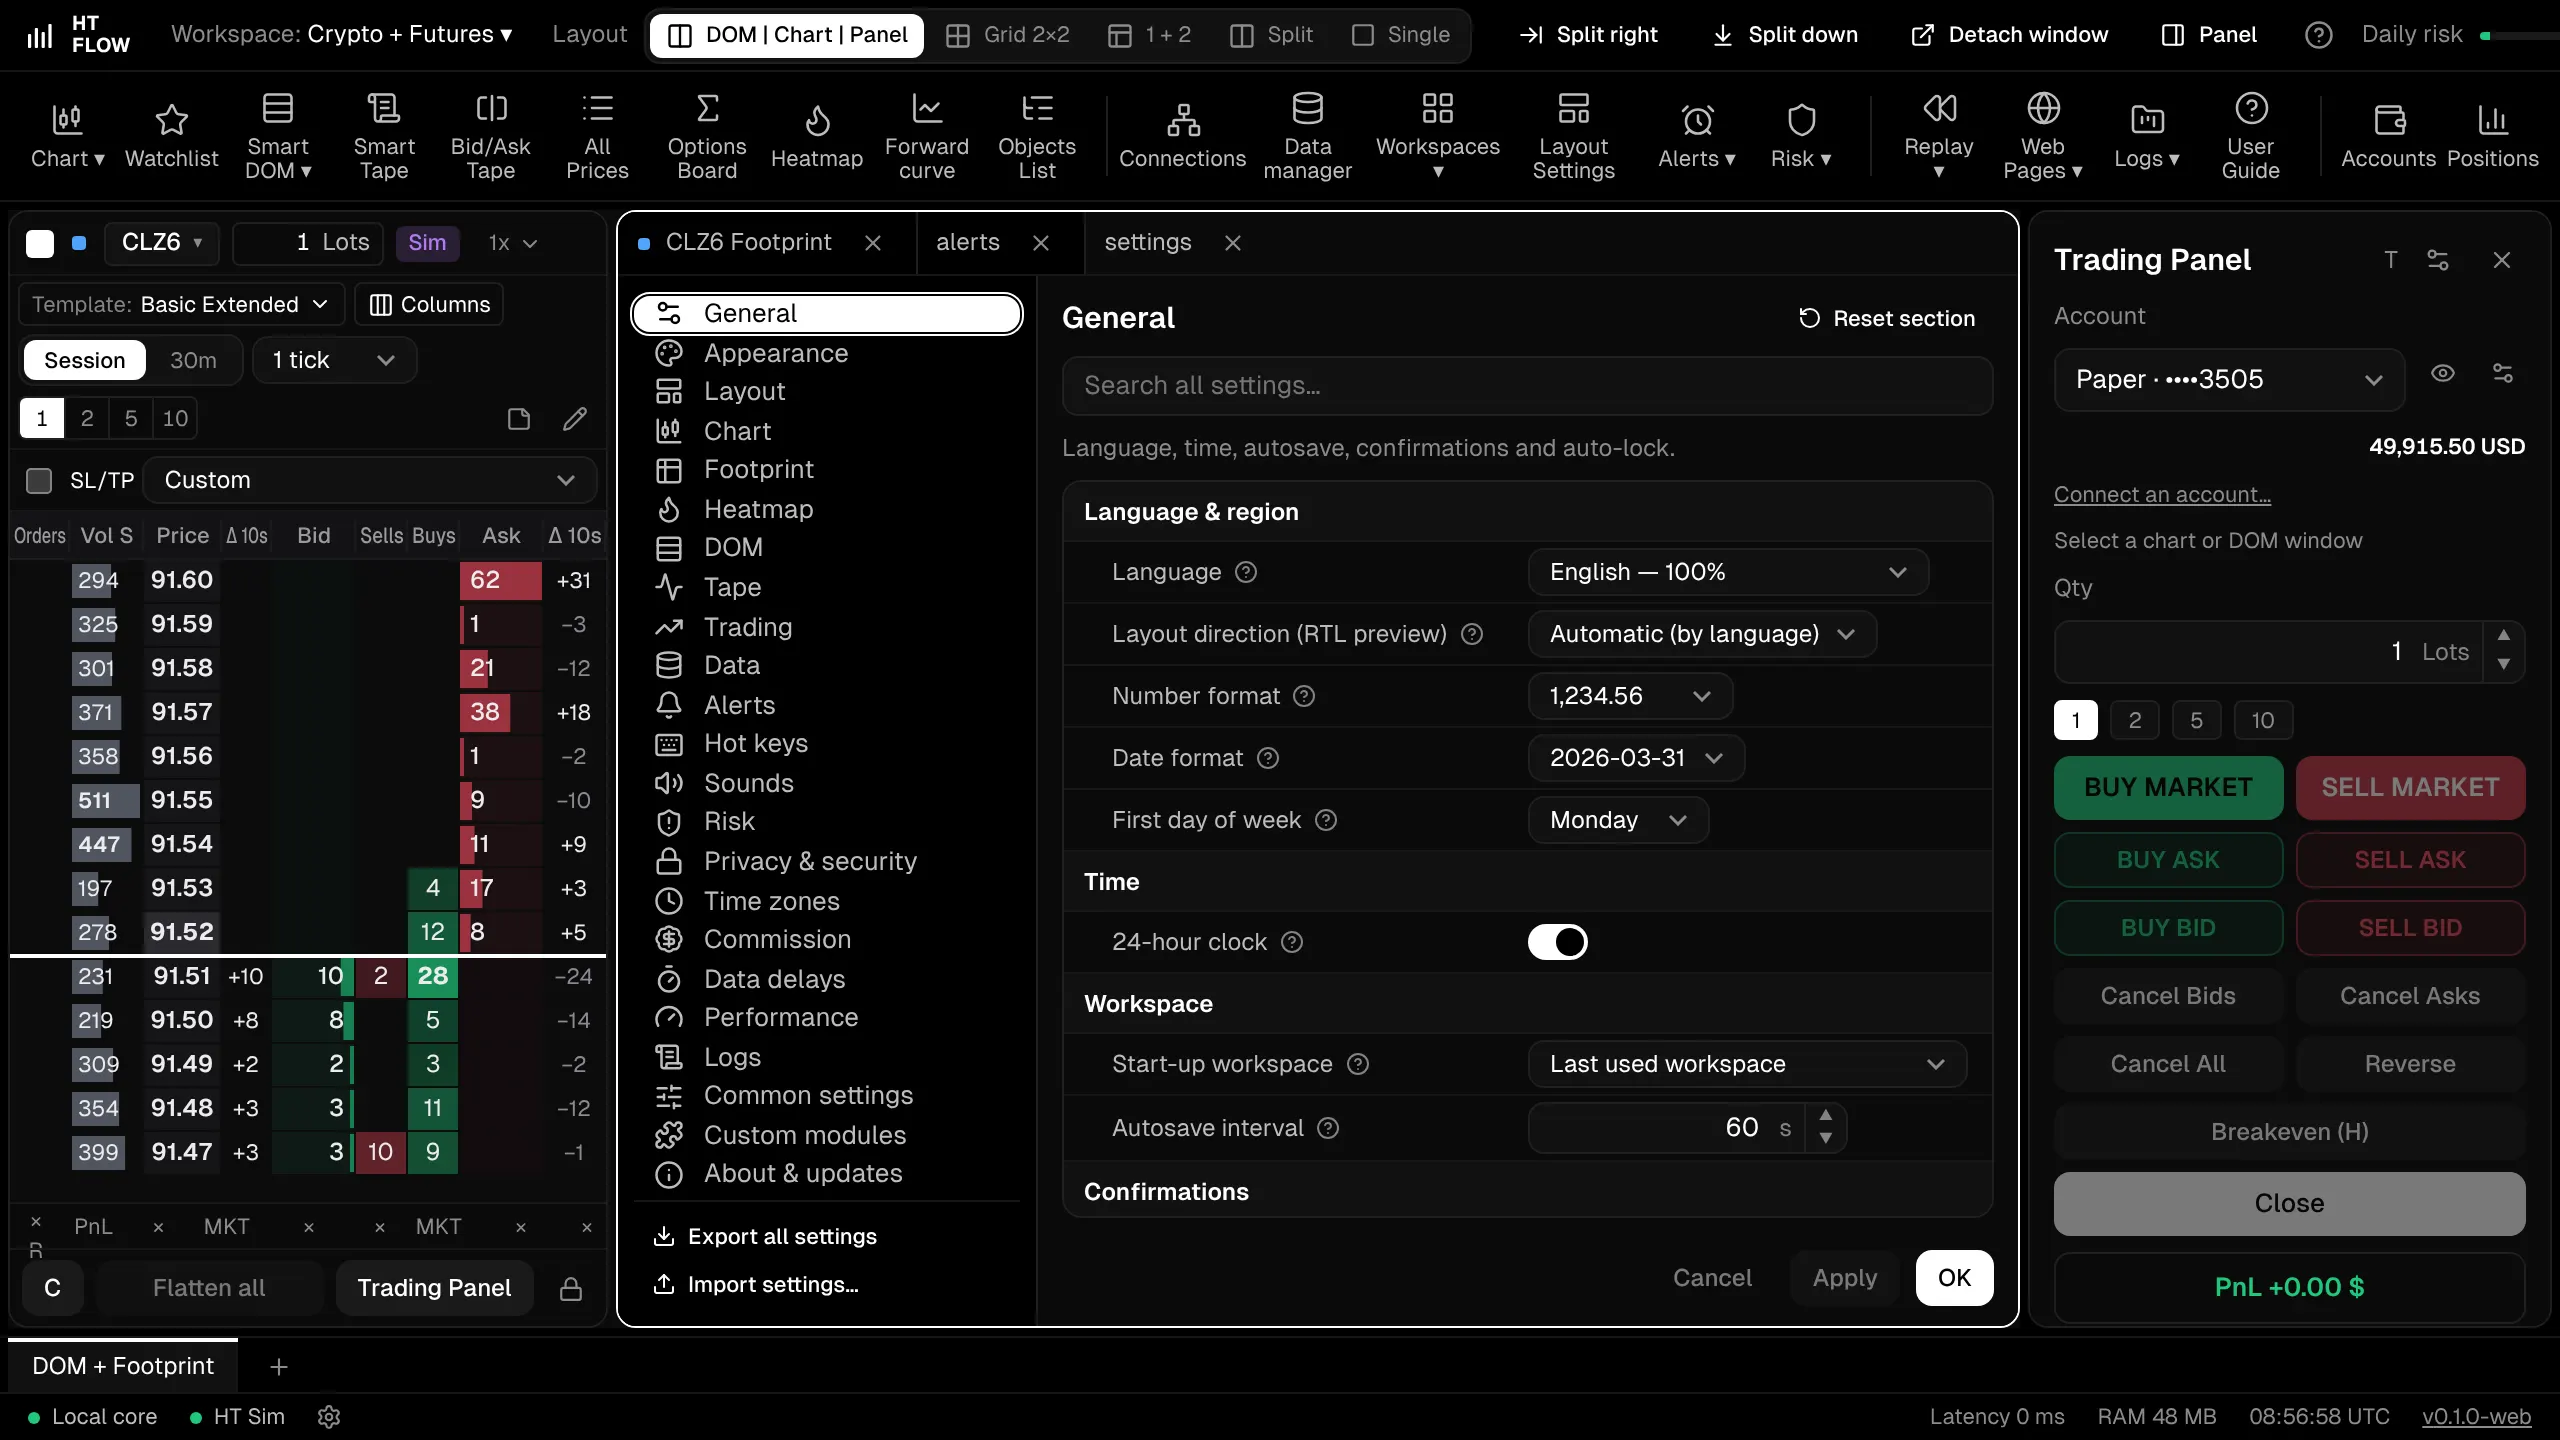 HT FLOW
Workspace: Crypto + Futures ▾
Layout
DOM | Chart | Panel
Grid 2×2
1 + 2
Split
Single
Split right
Split down
Detach window
Panel
Daily risk
Chart ▾
Watchlist
Smart DOM ▾
Smart Tape
Bid/Ask Tape
All Prices
Options Board
Heatmap
Forward curve
Objects List
Connections
Data manager
Workspaces ▾
Layout Settings
Alerts ▾
Risk ▾
Replay ▾
Web Pages ▾
Logs ▾
User Guide
Accounts
Positions
CLZ6 ▾
1 Lots
Sim
1x
Template: Basic Extended
Columns
Session
30m
1 tick
1 2 5 10
SL/TP
Custom
Orders Vol S Price Δ 10s Bid Sells Buys Ask Δ 10s
294 91.60 62 +31
325 91.59 1 −3
301 91.58 21 −12
371 91.57 38 +18
358 91.56 1 −2
511 91.55 9 −10
447 91.54 11 +9
197 91.53 4 17 +3
278 91.52 12 8 +5
231 91.51 +10 10 2 28 −24
219 91.50 +8 8 5 −14
309 91.49 +2 2 3 −2
354 91.48 +3 3 11 −12
399 91.47 +3 3 10 9 −1
× PnL × MKT × × MKT × ×
C
Flatten all
Trading Panel
CLZ6 Footprint
alerts
settings
General
Appearance
Layout
Chart
Footprint
Heatmap
DOM
Tape
Trading
Data
Alerts
Hot keys
Sounds
Risk
Privacy & security
Time zones
Commission
Data delays
Performance
Logs
Common settings
Custom modules
About & updates
Export all settings
Import settings…
General
Reset section
Search all settings…
Language, time, autosave, confirmations and auto-lock.
Language & region
Language
English — 100%
Layout direction (RTL preview)
Automatic (by language)
Number format
1,234.56
Date format
2026-03-31
First day of week
Monday
Time
24-hour clock
Workspace
Start-up workspace
Last used workspace
Autosave interval
60 s
Confirmations
Cancel
Apply
OK
Trading Panel
T
Account
Paper · ••••3505
49,915.50 USD
Connect an account…
Select a chart or DOM window
Qty
1 Lots
1 2 5 10
BUY MARKET
SELL MARKET
BUY ASK
SELL ASK
BUY BID
SELL BID
Cancel Bids
Cancel Asks
Cancel All
Reverse
Breakeven (H)
Close
PnL +0.00 $
DOM + Footprint
+
Local core
HT Sim
Latency 0 ms
RAM 48 MB
08:56:58 UTC
v0.1.0-web